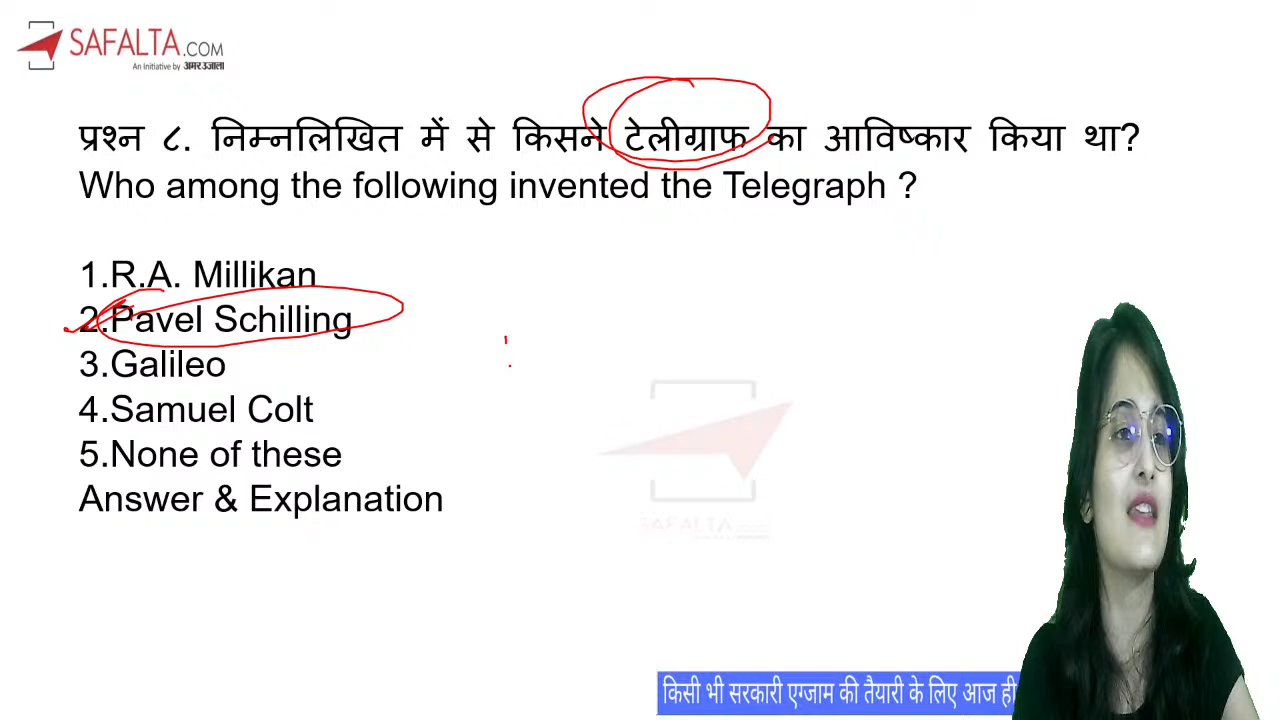 SAFALTA.COM
An Initiative by अमर उजाला
प्रश्न ८. निम्नलिखित में से किसने टेलीग्राफ का आविष्कार किया था?
Who among the following invented the Telegraph ?
1.R.A. Millikan
2.Pavel Schilling
3.Galileo
4.Samuel Colt
5.None of these
Answer & Explanation
SAFALTA
किसी भी सरकारी एग्जाम की तैयारी के लिए आज ही